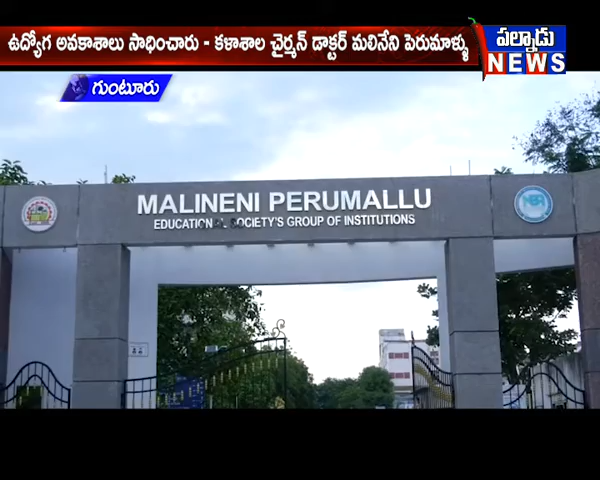 ఉద్యోగ అవకాశాలు సాధించారు - కళాశాల ఛైర్మన్ డాక్టర్ మలినేని పెరుమాళ్ళు
పల్నాడు
NEWS
గుంటూరు
MALINENI PERUMALLU
EDUCATIONAL SOCIETY'S GROUP OF INSTITUTIONS